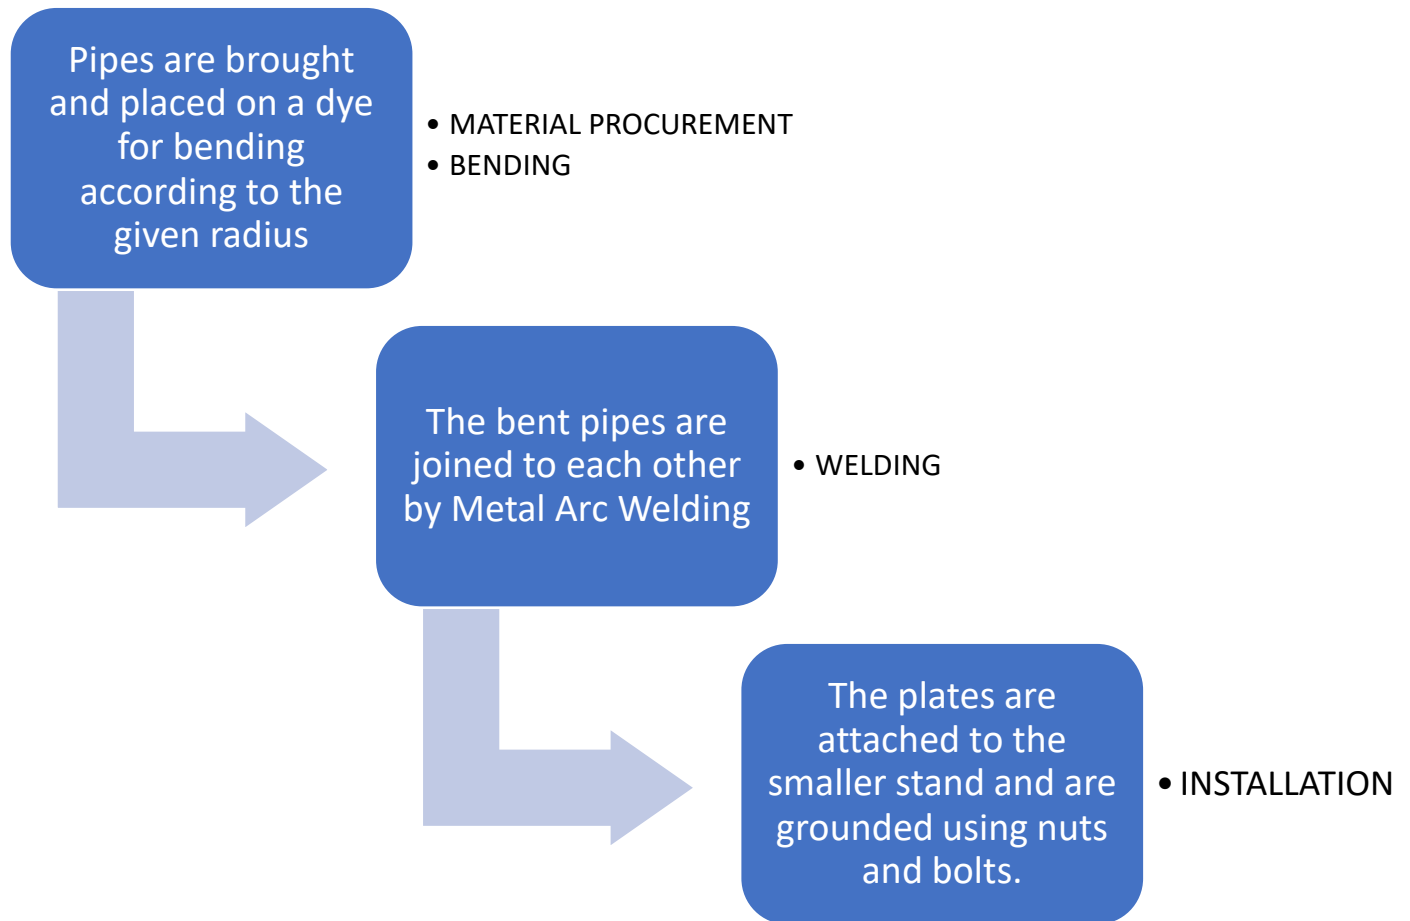 Pipes are brought
and placed on a dye
for bending
according to the
given radius
• MATERIAL PROCUREMENT
• BENDING
The bent pipes are
joined to each other
by Metal Arc Welding
• WELDING
The plates are
attached to the
smaller stand and are
grounded using nuts
and bolts.
• INSTALLATION